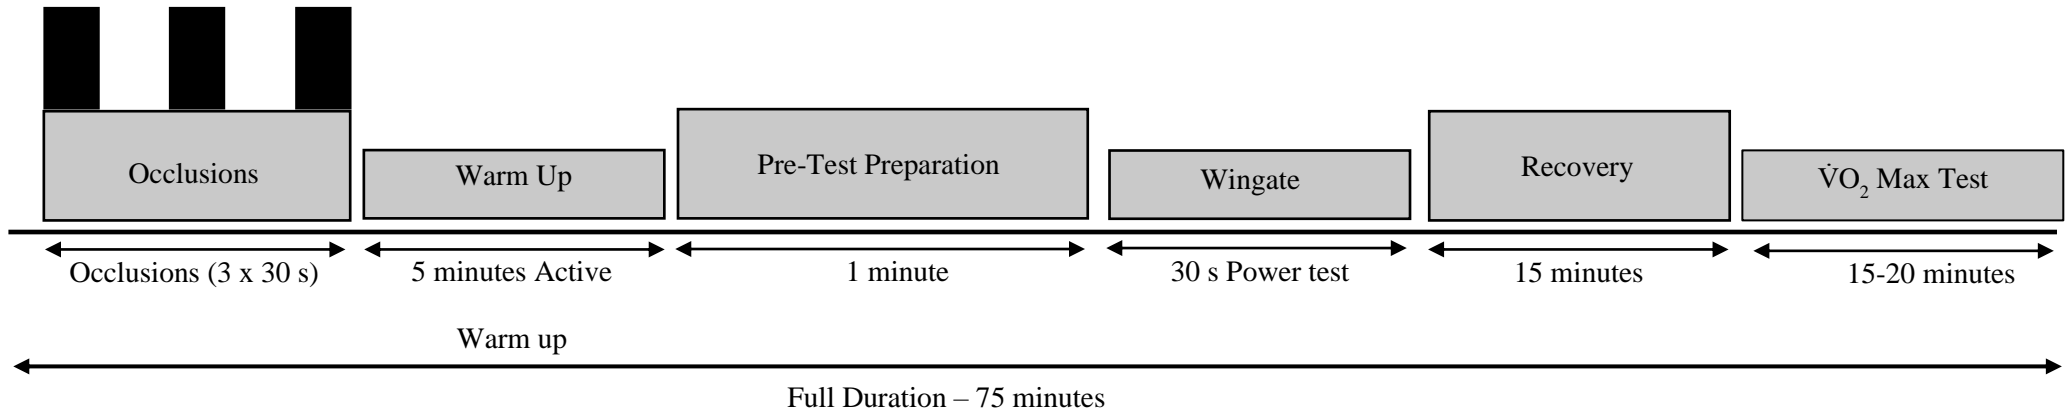 Occlusions
Warm Up
Pre-Test Preparation
Wingate
Recovery
V̇O₂ Max Test
Occlusions (3 x 30 s)
5 minutes Active
1 minute
30 s Power test
15 minutes
15-20 minutes
Warm up
Full Duration – 75 minutes